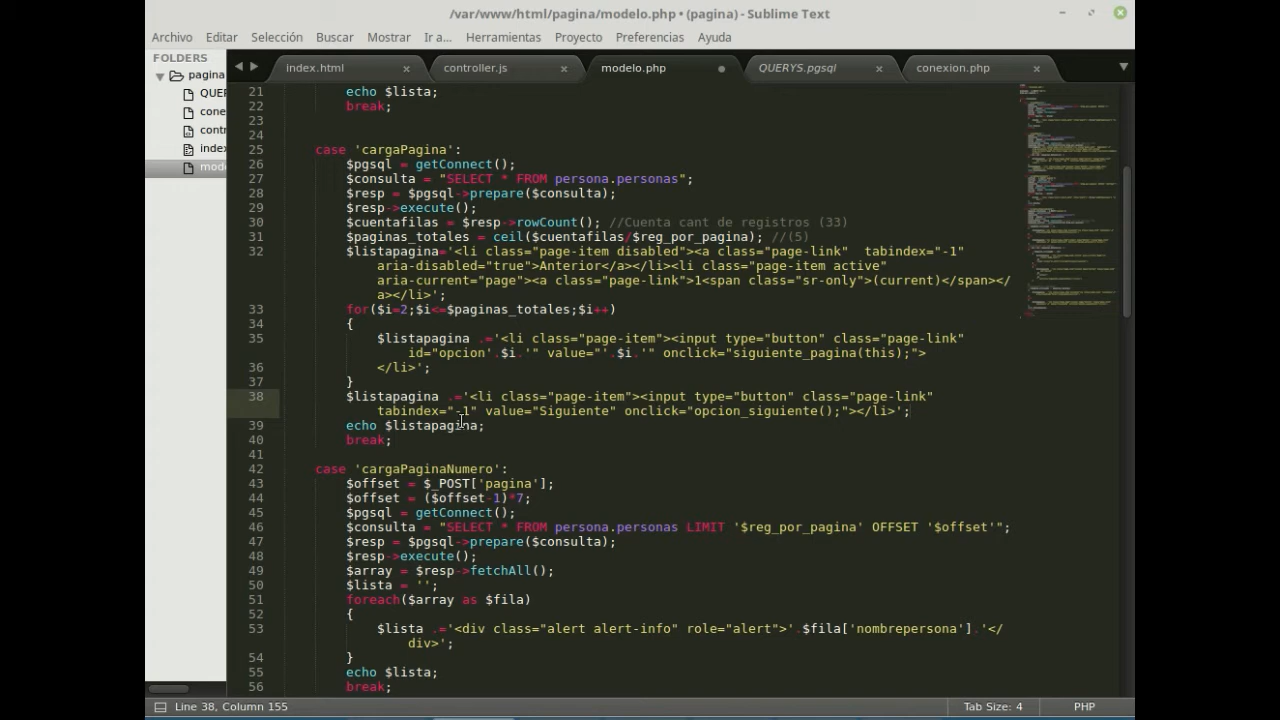 /var/www/html/pagina/modelo.php • (pagina) - Sublime Text
Archivo Editar Selección Buscar Mostrar Ir a... Herramientas Proyecto Preferencias Ayuda
FOLDERS
pagina
QUE
cone
contr
index
mode
index.html controller.js modelo.php QUERYS.pgsql conexion.php
21 echo $lista;
22 break;
23
24
25 case 'cargaPagina':
26 $pgsql = getConnect();
27 $consulta = "SELECT * FROM persona.personas";
28 $resp = $pgsql->prepare($consulta);
29 $resp->execute();
30 $cuentafilas = $resp->rowCount(); //Cuenta cant de registros (33)
31 $paginas_totales = ceil($cuentafilas/$reg_por_pagina); //(5)
32 $listapagina='<li class="page-item disabled"><a class="page-link" tabindex="-1"
aria-disabled="true">Anterior</a></li><li class="page-item active"
aria-current="page"><a class="page-link">1<span class="sr-only">(current)</span></
a></li>';
33 for($i=2;$i<=$paginas_totales;$i++)
34 {
35 $listapagina .='<li class="page-item"><input type="button" class="page-link"
id="opcion'.$i.'" value="'.$i.'" onclick="siguiente_pagina(this);">
36 </li>';
37 }
38 $listapagina .='<li class="page-item"><input type="button" class="page-link"
tabindex="-1" value="Siguiente" onclick="opcion_siguiente();"></li>';
39 echo $listapagina;
40 break;
41
42 case 'cargaPaginaNumero':
43 $offset = $_POST['pagina'];
44 $offset = ($offset-1)*7;
45 $pgsql = getConnect();
46 $consulta = "SELECT * FROM persona.personas LIMIT '$reg_por_pagina' OFFSET '$offset'";
47 $resp = $pgsql->prepare($consulta);
48 $resp->execute();
49 $array = $resp->fetchAll();
50 $lista = '';
51 foreach($array as $fila)
52 {
53 $lista .='<div class="alert alert-info" role="alert">'.$fila['nombrepersona'].'</
div>';
54 }
55 echo $lista;
56 break;
Line 38, Column 155 Tab Size: 4 PHP